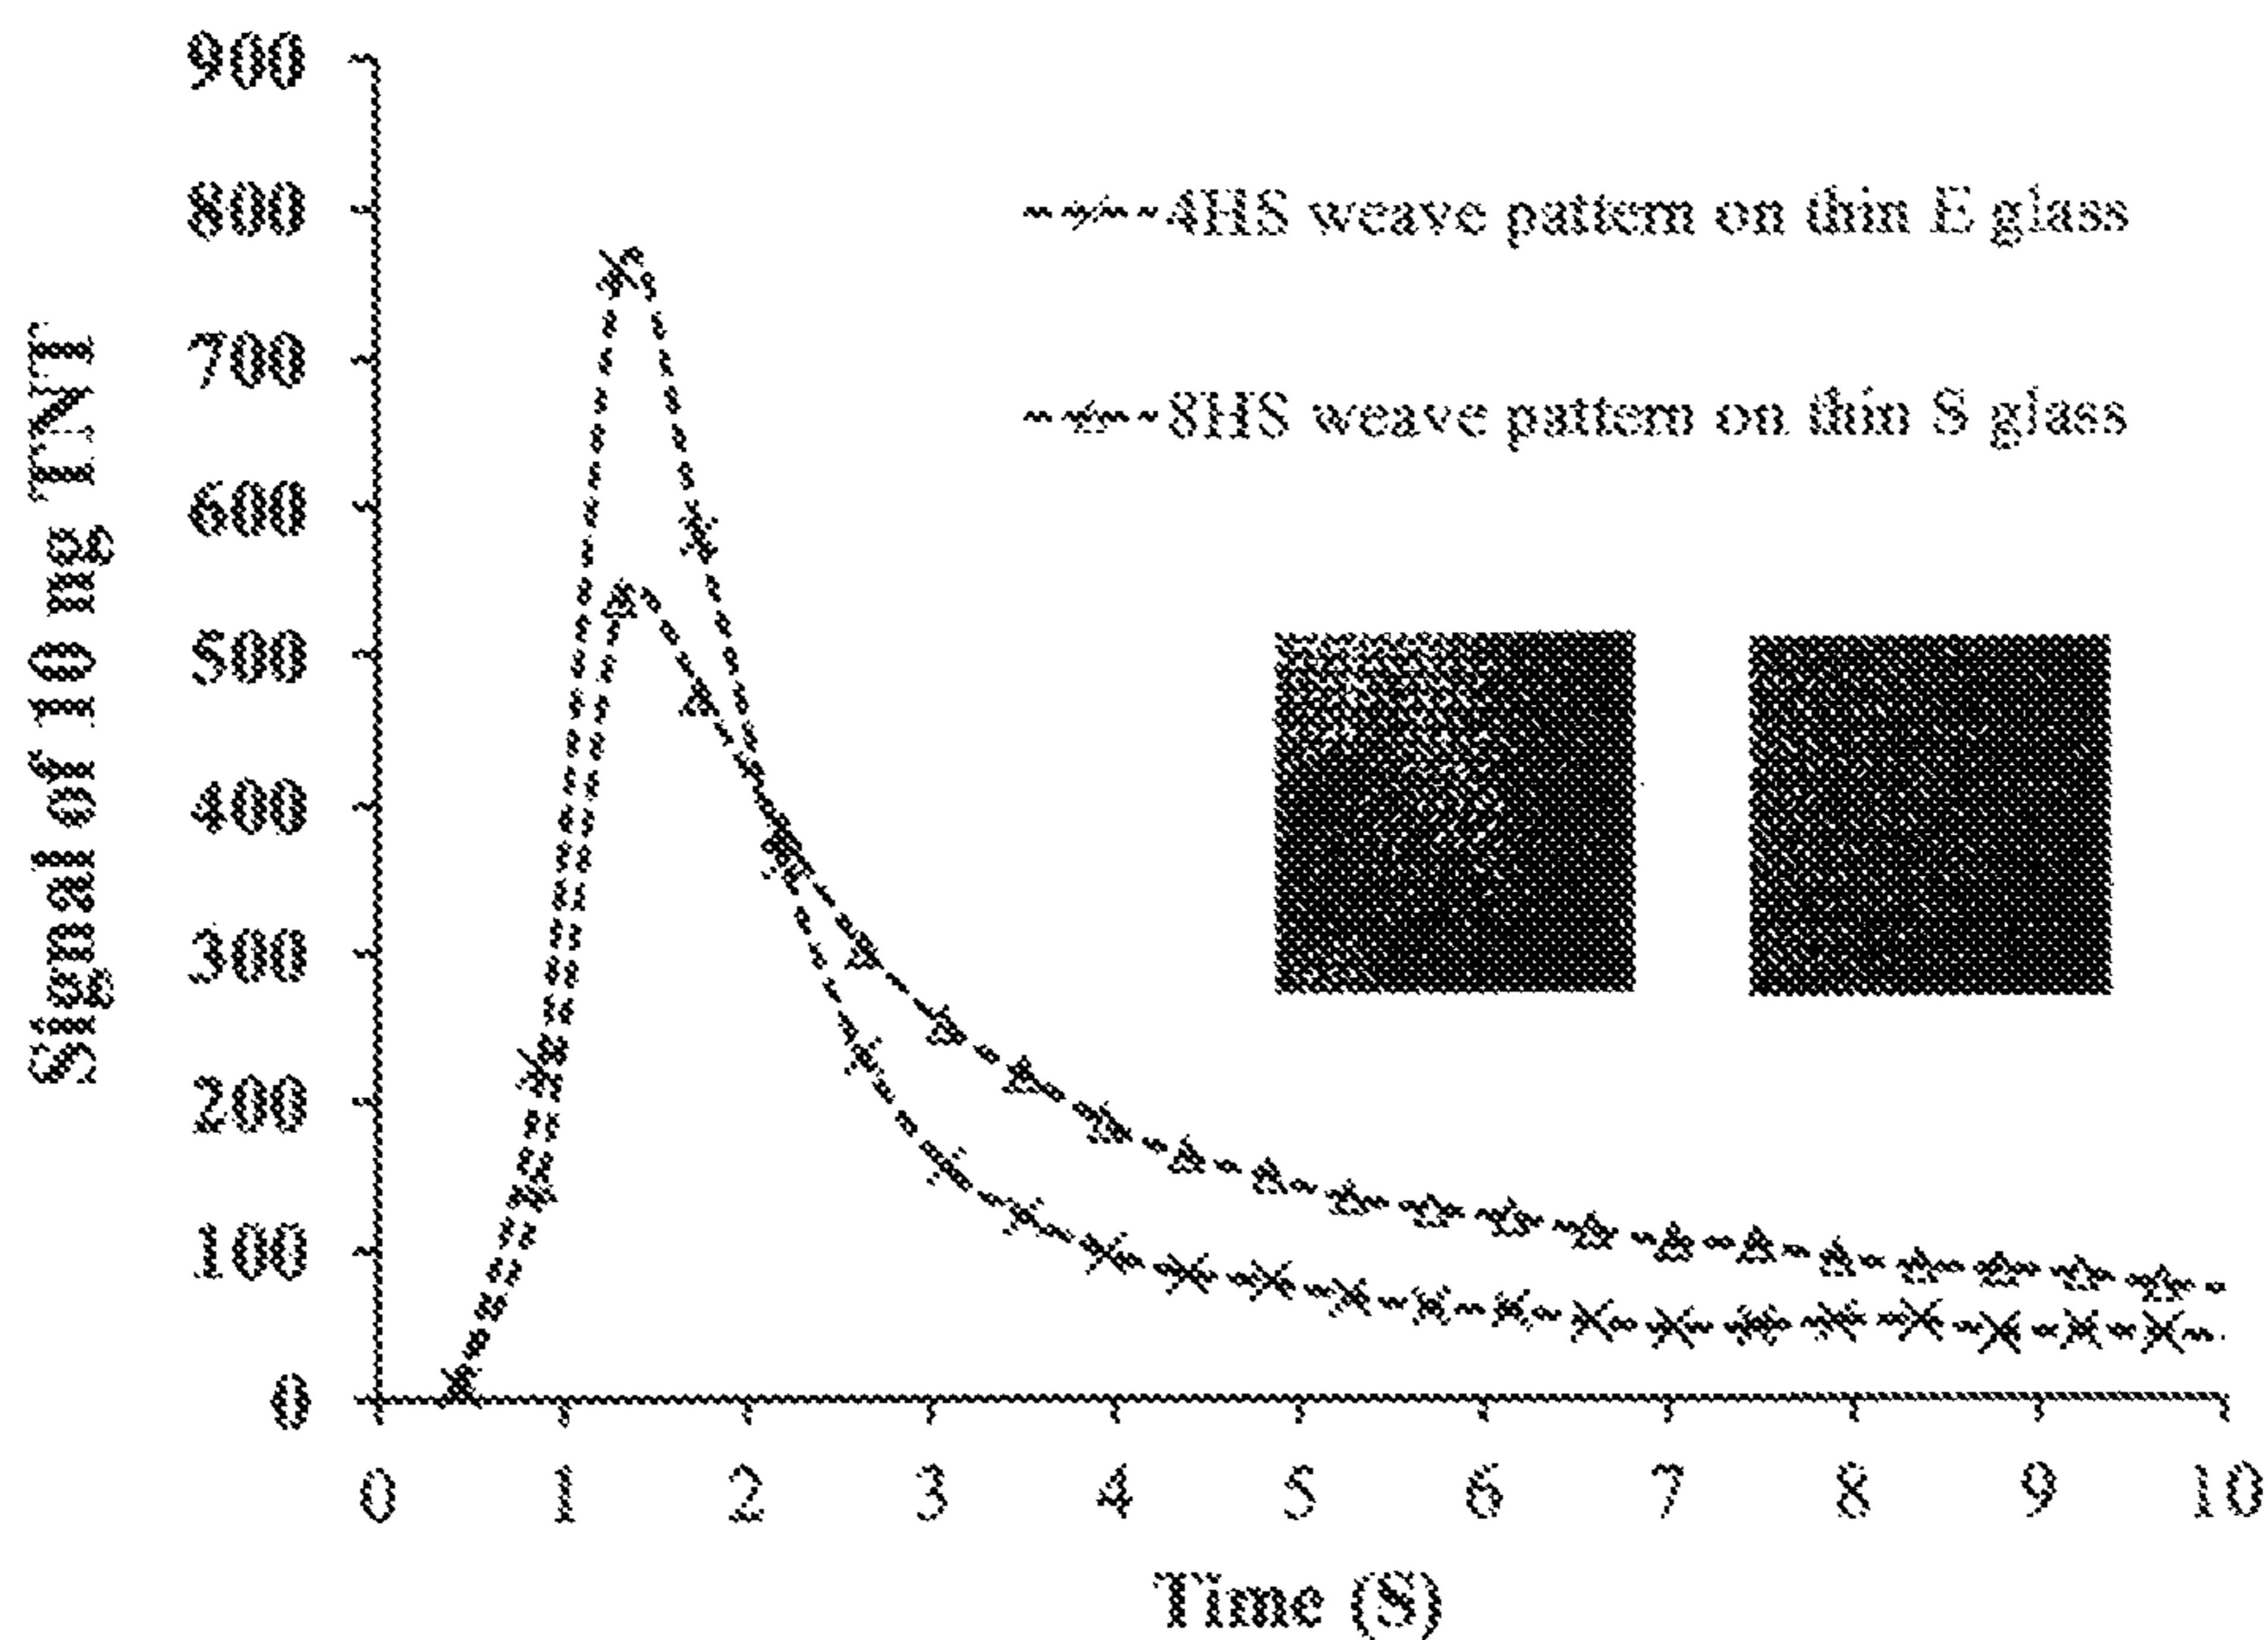 Signal of 10 mg TNT
900
800
700
600
500
400
300
200
100
0
4HS weave pattern on thin E glass
8HS weave pattern on thin S glass
0 1 2 3 4 5 6 7 8 9 10
Time (S)